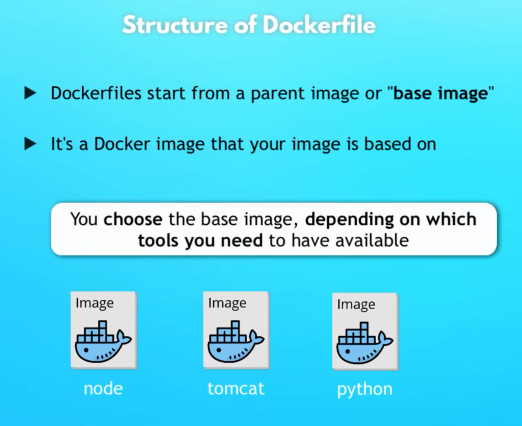 Structure of Dockerfile
▶ Dockerfiles start from a parent image or "base image"
▶ It's a Docker image that your image is based on
You choose the base image, depending on which
tools you need to have available
Image Image Image
node tomcat python